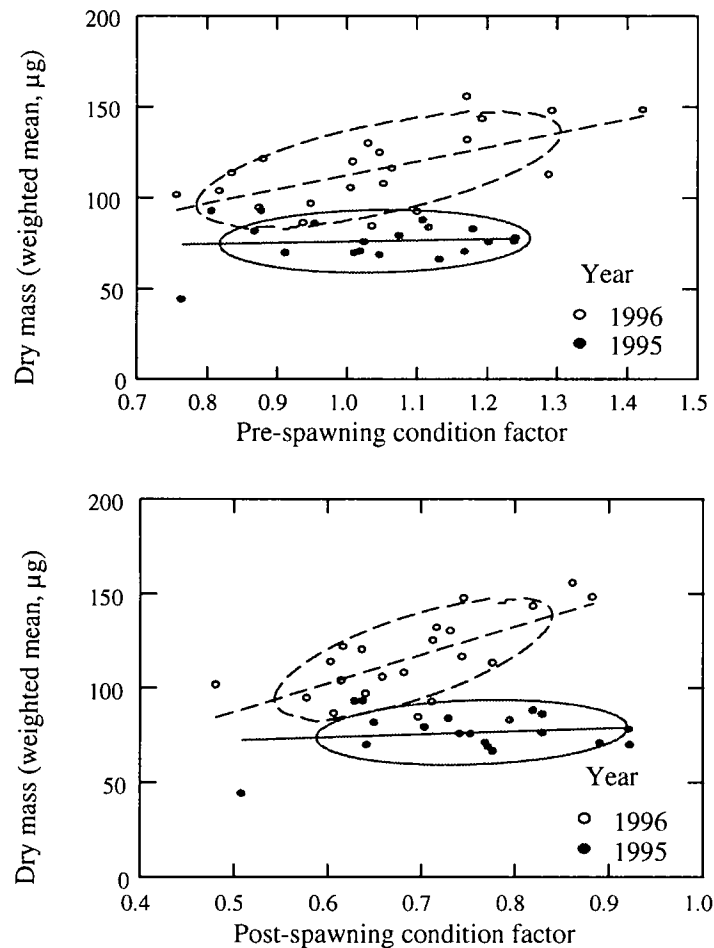 200
150
100
50
0
Dry mass (weighted mean, μg)
Year
1996
1995
0.7 0.8 0.9 1.0 1.1 1.2 1.3 1.4 1.5
Pre-spawning condition factor
200
150
100
50
0
Dry mass (weighted mean, μg)
Year
1996
1995
0.4 0.5 0.6 0.7 0.8 0.9 1.0
Post-spawning condition factor